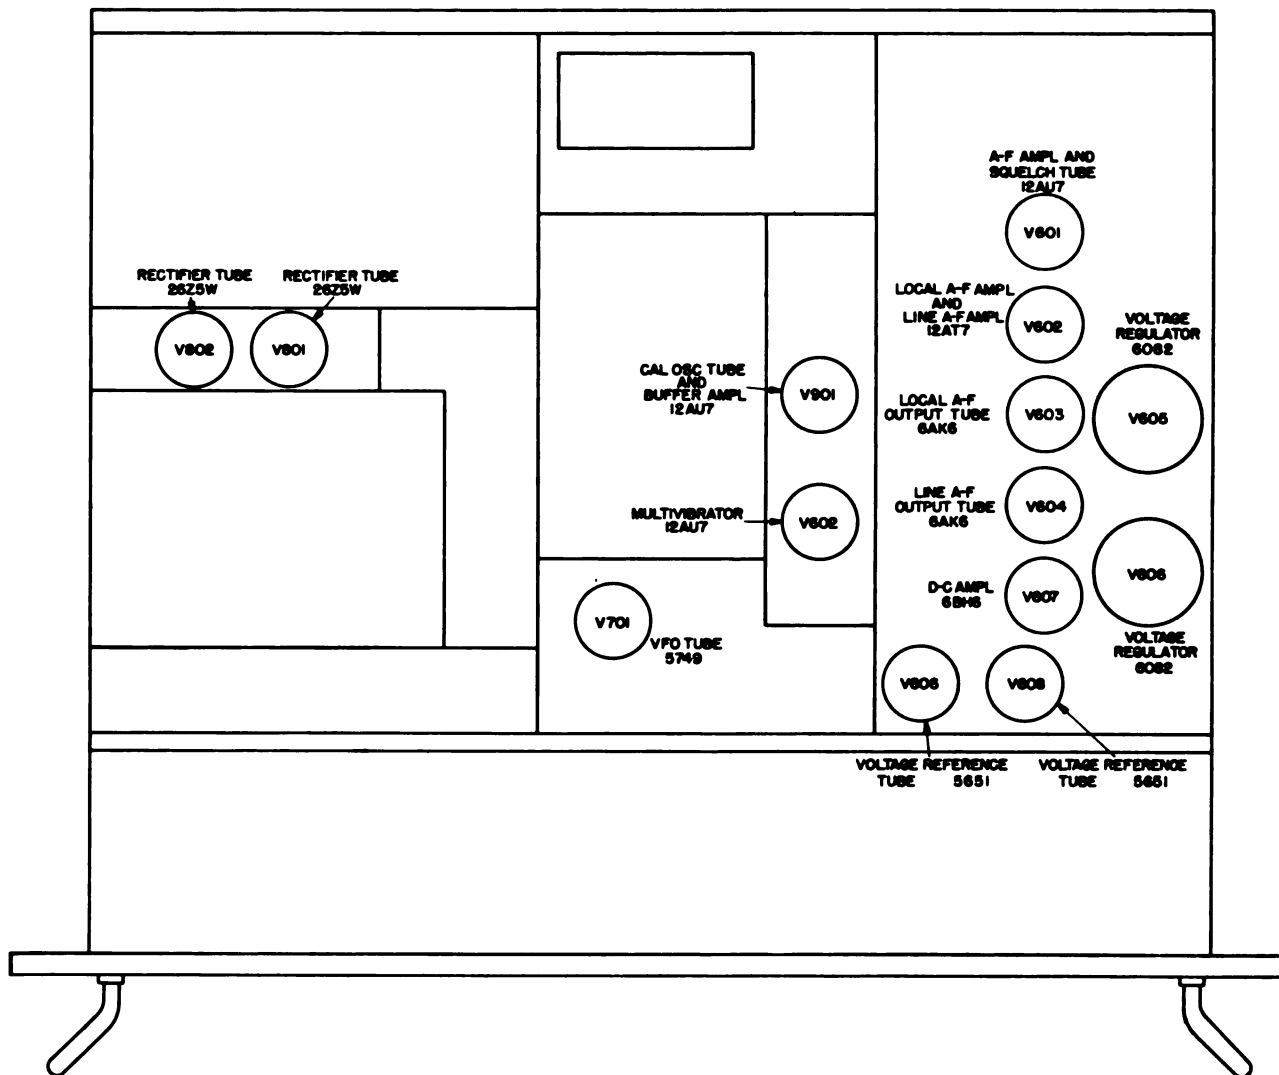 A-F AMPL AND
SQUELCH TUBE
12AU7
V601
RECTIFIER TUBE
26Z5W
RECTIFIER TUBE
26Z5W
V802
V801
LOCAL A-F AMPL
AND
LINE A-F AMPL
12AT7
V602
VOLTAGE
REGULATOR
6082
V605
CAL OSC TUBE
AND
BUFFER AMPL
12AU7
V901
LOCAL A-F
OUTPUT TUBE
6AK6
V603
MULTIVIBRATOR
12AU7
V602
LINE A-F
OUTPUT TUBE
6AK6
V604
V606
D-C AMPL
6BH6
V607
V701
VFO TUBE
5749
VOLTAGE
REGULATOR
6082
V606
V608
VOLTAGE REFERENCE
TUBE 5651
VOLTAGE REFERENCE
TUBE 5651